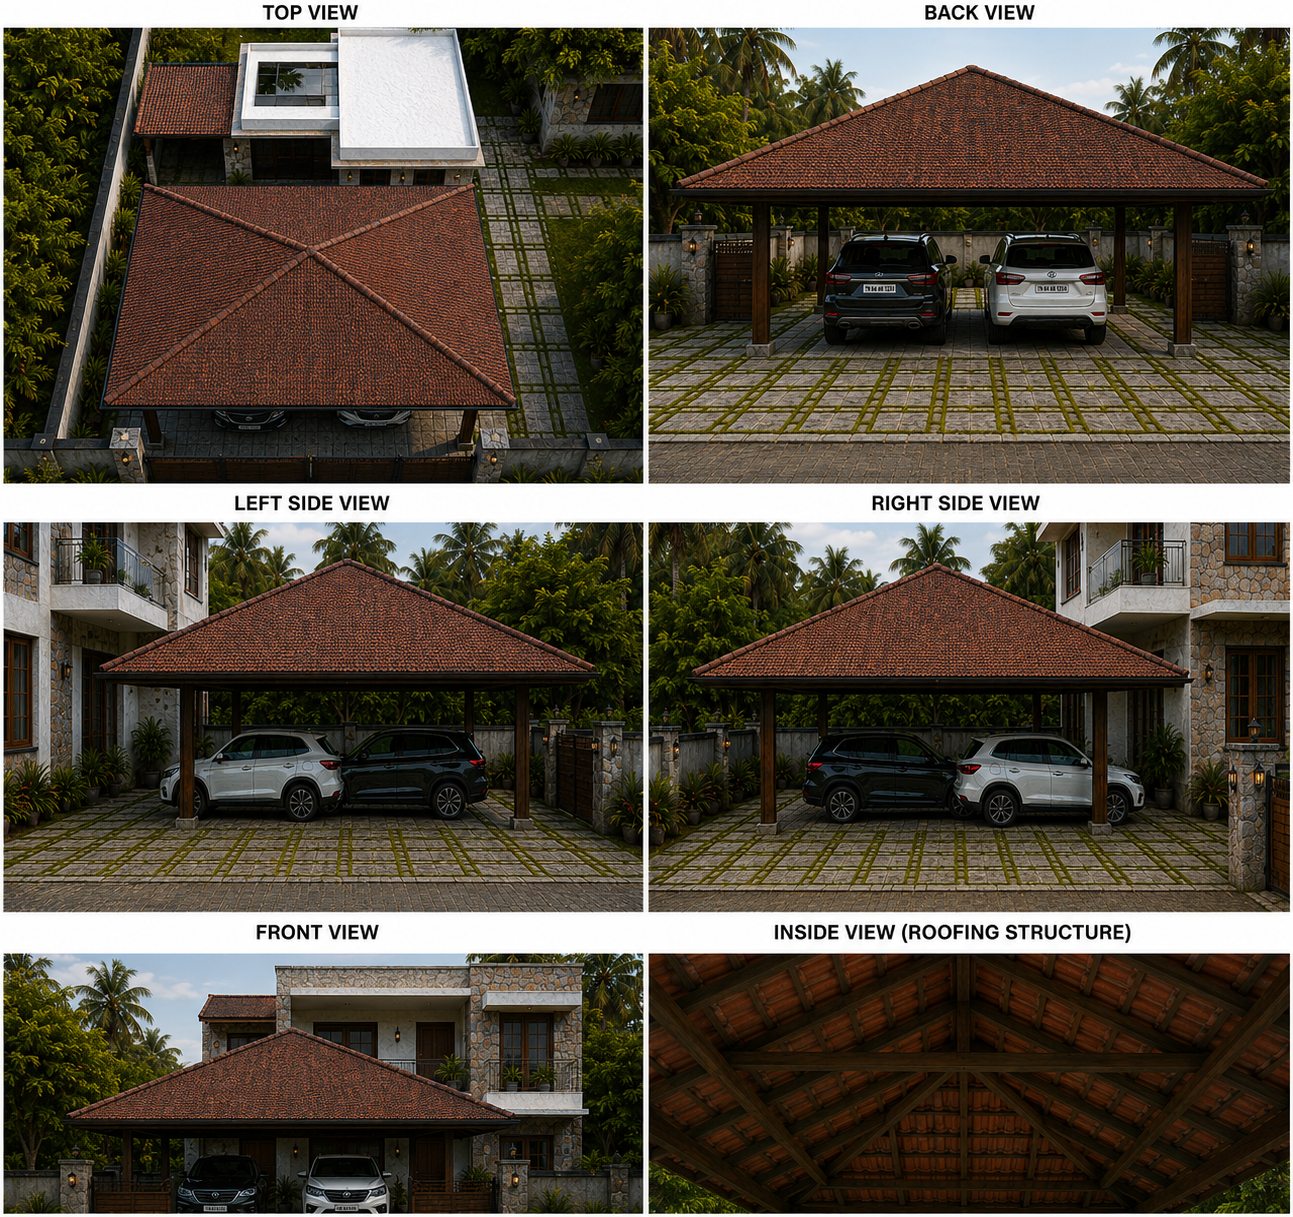 TOP VIEW
BACK VIEW
LEFT SIDE VIEW
RIGHT SIDE VIEW
FRONT VIEW
INSIDE VIEW (ROOFING STRUCTURE)